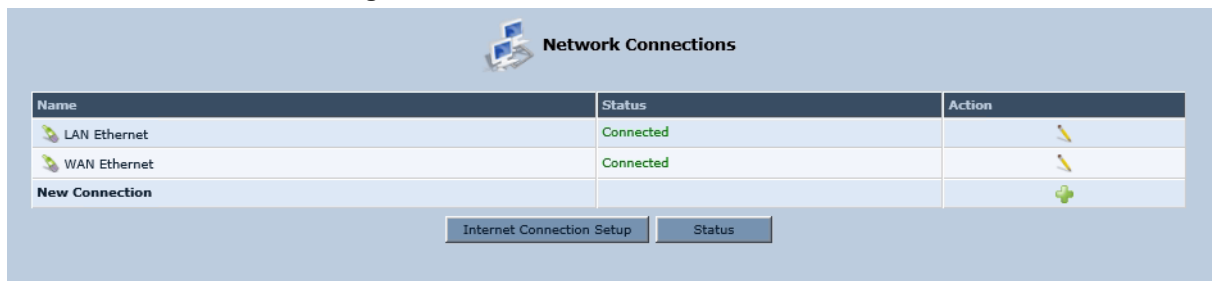 Network Connections
Name Status Action
LAN Ethernet Connected
WAN Ethernet Connected
New Connection
Internet Connection Setup Status